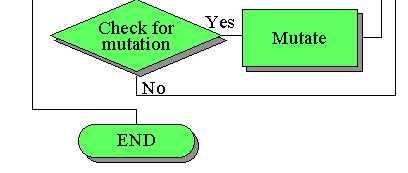 Check for
mutation
Yes
Mutate
No
END